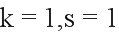 k = 1,s = 1